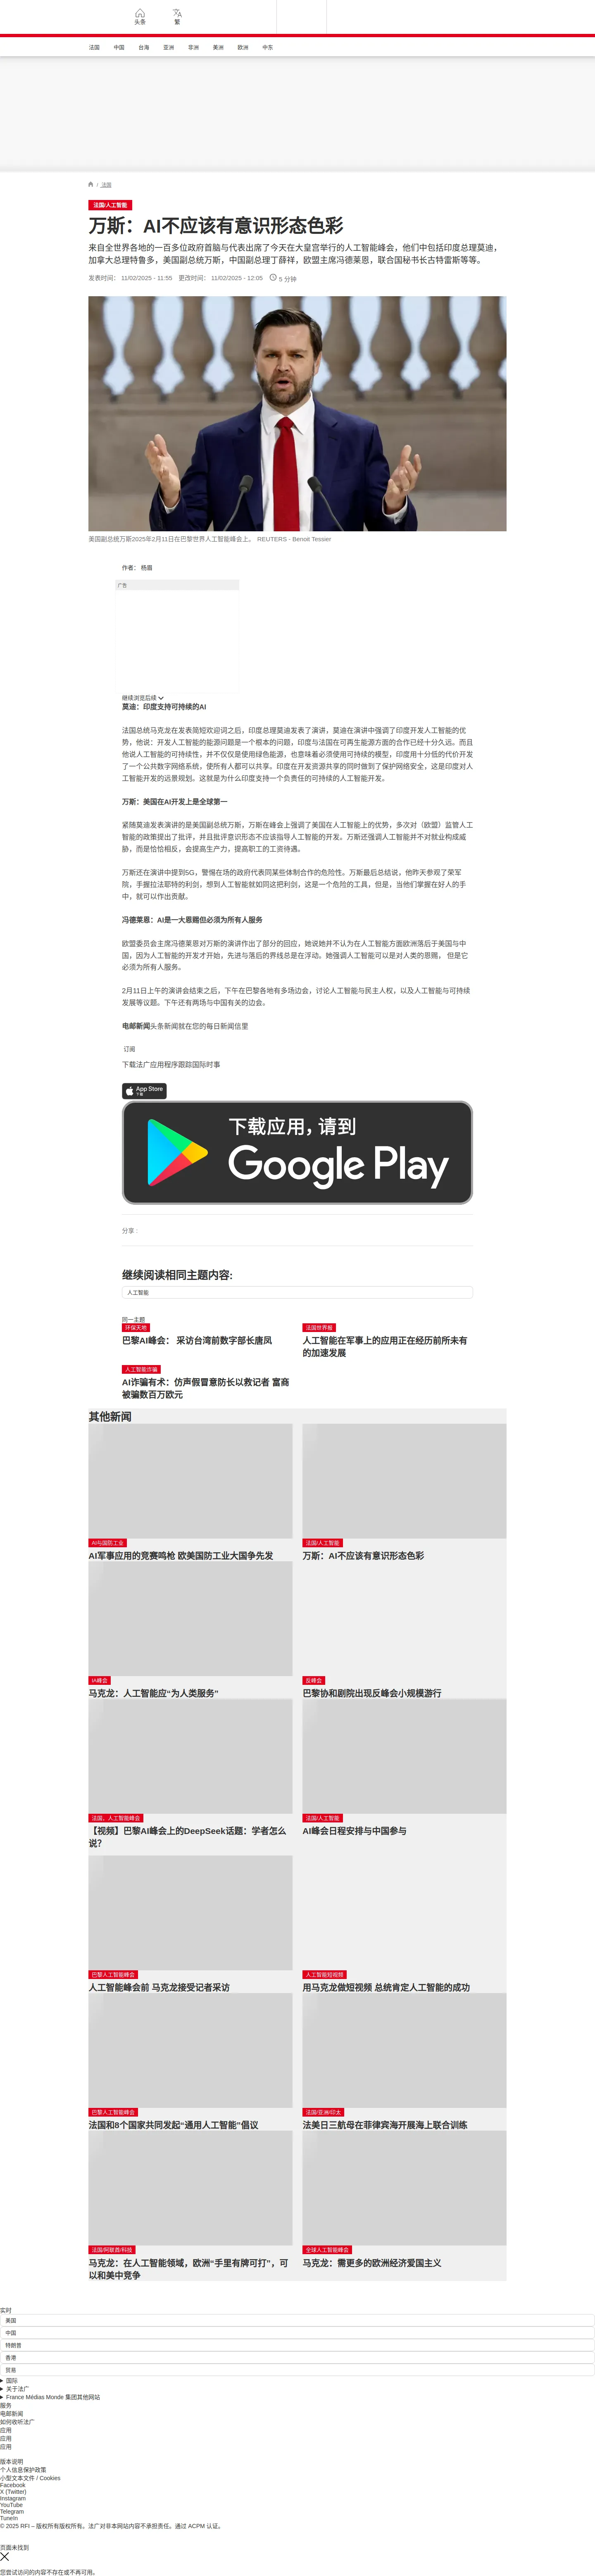 头条
繁
法国
中国
台海
亚洲
非洲
美洲
欧洲
中东
/ 法国
法国/人工智能
万斯：AI不应该有意识形态色彩
来自全世界各地的一百多位政府首脑与代表出席了今天在大皇宫举行的人工智能峰会，他们中包括印度总理莫迪，
加拿大总理特鲁多，美国副总统万斯，中国副总理丁薛祥，欧盟主席冯德莱恩，联合国秘书长古特雷斯等等。
发表时间： 11/02/2025 - 11:55 更改时间： 11/02/2025 - 12:05 5 分钟
美国副总统万斯2025年2月11日在巴黎世界人工智能峰会上。 REUTERS - Benoit Tessier
作者： 杨眉
广告
继续浏览后续
莫迪：印度支持可持续的AI
法国总统马克龙在发表简短欢迎词之后，印度总理莫迪发表了演讲，莫迪在演讲中强调了印度开发人工智能的优
势，他说：开发人工智能的能源问题是一个根本的问题，印度与法国在可再生能源方面的合作已经十分久远。而且
他说人工智能的可持续性，并不仅仅是使用绿色能源，也意味着必须使用可持续的模型，印度用十分低的代价开发
了一个公共数字网络系统，使所有人都可以共享。印度在开发资源共享的同时做到了保护网络安全，这是印度对人
工智能开发的远景规划。这就是为什么印度支持一个负责任的可持续的人工智能开发。
万斯：美国在AI开发上是全球第一
紧随莫迪发表演讲的是美国副总统万斯，万斯在峰会上强调了美国在人工智能上的优势，多次对（欧盟）监管人工
智能的政策提出了批评，并且批评意识形态不应该指导人工智能的开发。万斯还强调人工智能并不对就业构成威
胁，而是恰恰相反，会提高生产力，提高职工的工资待遇。
万斯还在演讲中提到5G，警惕在场的政府代表同某些体制合作的危险性。万斯最后总结说，他昨天参观了荣军
院，手握拉法耶特的利剑，想到人工智能就如同这把利剑，这是一个危险的工具，但是，当他们掌握在好人的手
中，就可以作出贡献。
冯德莱恩：AI是一大恩赐但必须为所有人服务
欧盟委员会主席冯德莱恩对万斯的演讲作出了部分的回应，她说她并不认为在人工智能方面欧洲落后于美国与中
国，因为人工智能的开发才开始，先进与落后的界线总是在浮动。她强调人工智能可以是对人类的恩赐， 但是它
必须为所有人服务。
2月11日上午的演讲会结束之后，下午在巴黎各地有多场边会，讨论人工智能与民主人权，以及人工智能与可持续
发展等议题。下午还有两场与中国有关的边会。
电邮新闻头条新闻就在您的每日新闻信里
订阅
下载法广应用程序跟踪国际时事
App Store
下载
下载应用，请到
Google Play
分享 :
继续阅读相同主题内容:
人工智能
同一主题
环保天地
巴黎AI峰会： 采访台湾前数字部长唐凤
法国世界报
人工智能在军事上的应用正在经历前所未有
的加速发展
人工智能诈骗
AI诈骗有术：仿声假冒意防长以救记者 富商
被骗数百万欧元
其他新闻
AI与国防工业
AI军事应用的竞赛鸣枪 欧美国防工业大国争先发
法国/人工智能
万斯：AI不应该有意识形态色彩
IA峰会
马克龙：人工智能应“为人类服务”
反峰会
巴黎协和剧院出现反峰会小规模游行
法国、人工智能峰会
【视频】巴黎AI峰会上的DeepSeek话题：学者怎么
说？
法国/人工智能
AI峰会日程安排与中国参与
巴黎人工智能峰会
人工智能峰会前 马克龙接受记者采访
人工智能短视频
用马克龙做短视频 总统肯定人工智能的成功
巴黎人工智能峰会
法国和8个国家共同发起“通用人工智能”倡议
法国/亚洲/印太
法美日三航母在菲律宾海开展海上联合训练
法国/阿联酋/科技
马克龙：在人工智能领域，欧洲“手里有牌可打”，可
以和美中竞争
全球人工智能峰会
马克龙：需更多的欧洲经济爱国主义
实时
美国
中国
特朗普
香港
贸易
国际
关于法广
France Médias Monde 集团其他网站
服务
电邮新闻
如何收听法广
应用
应用
应用
版本说明
个人信息保护政策
小型文本文件 / Cookies
Facebook
X (Twitter)
Instagram
YouTube
Telegram
TuneIn
© 2025 RFI – 版权所有版权所有。法广对非本网站内容不承担责任。通过 ACPM 认证。
页面未找到
您尝试访问的内容不存在或不再可用。